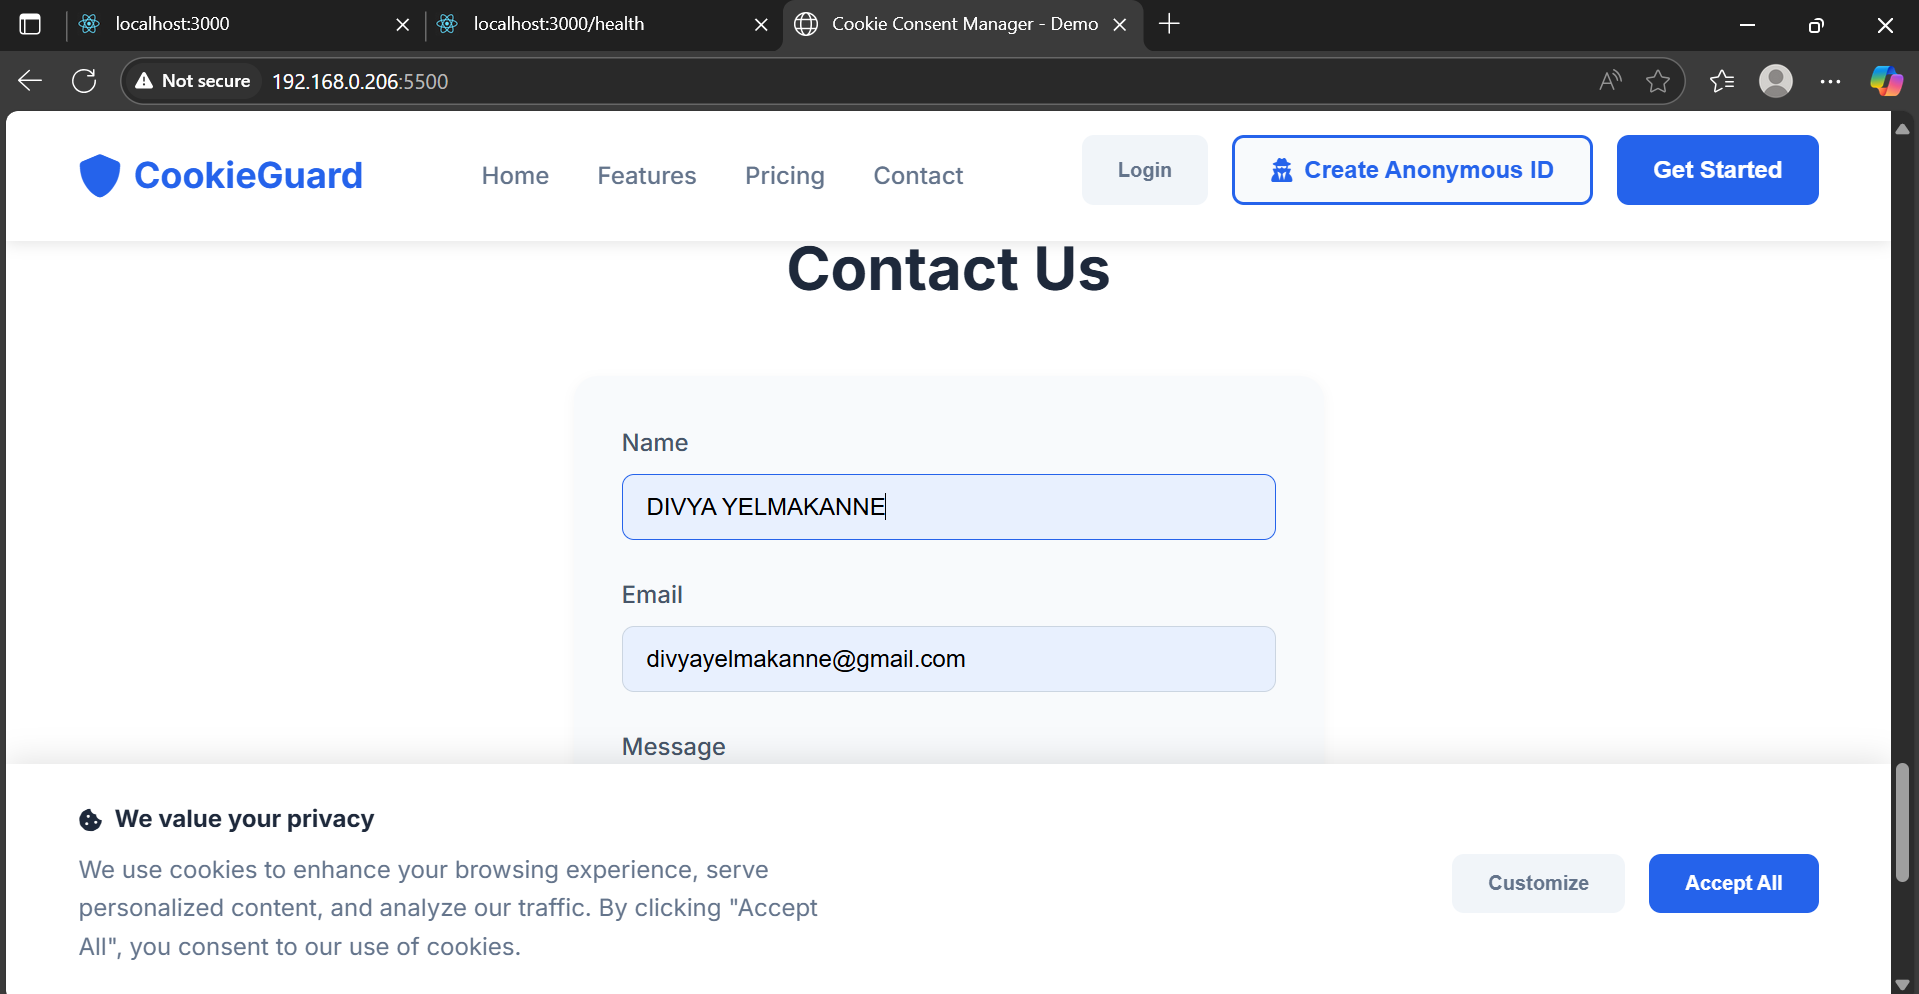 localhost:3000
localhost:3000/health
Cookie Consent Manager - Demo
Not secure
192.168.0.206:5500
CookieGuard
Home
Features
Pricing
Contact
Login
Create Anonymous ID
Get Started
Contact Us
Name
DIVYA YELMAKANNE
Email
divyayelmakanne@gmail.com
Message
We value your privacy
We use cookies to enhance your browsing experience, serve
personalized content, and analyze our traffic. By clicking "Accept
All", you consent to our use of cookies.
Customize
Accept All